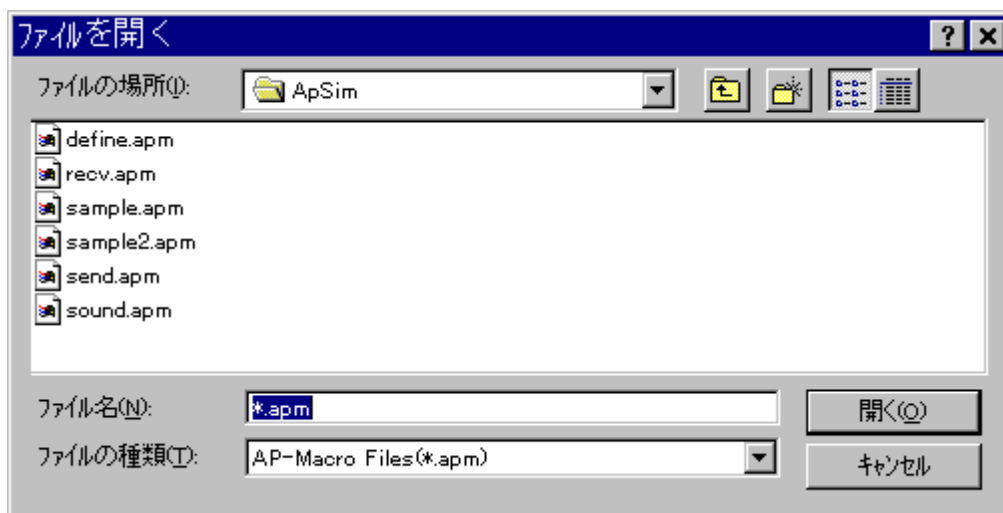 ファイルを開く
ファイルの場所(I):
ApSim
define.apm
recv.apm
sample.apm
sample2.apm
send.apm
sound.apm
ファイル名(N):
*.apm
開く(O)
ファイルの種類(T):
AP-Macro Files(*.apm)
キャンセル